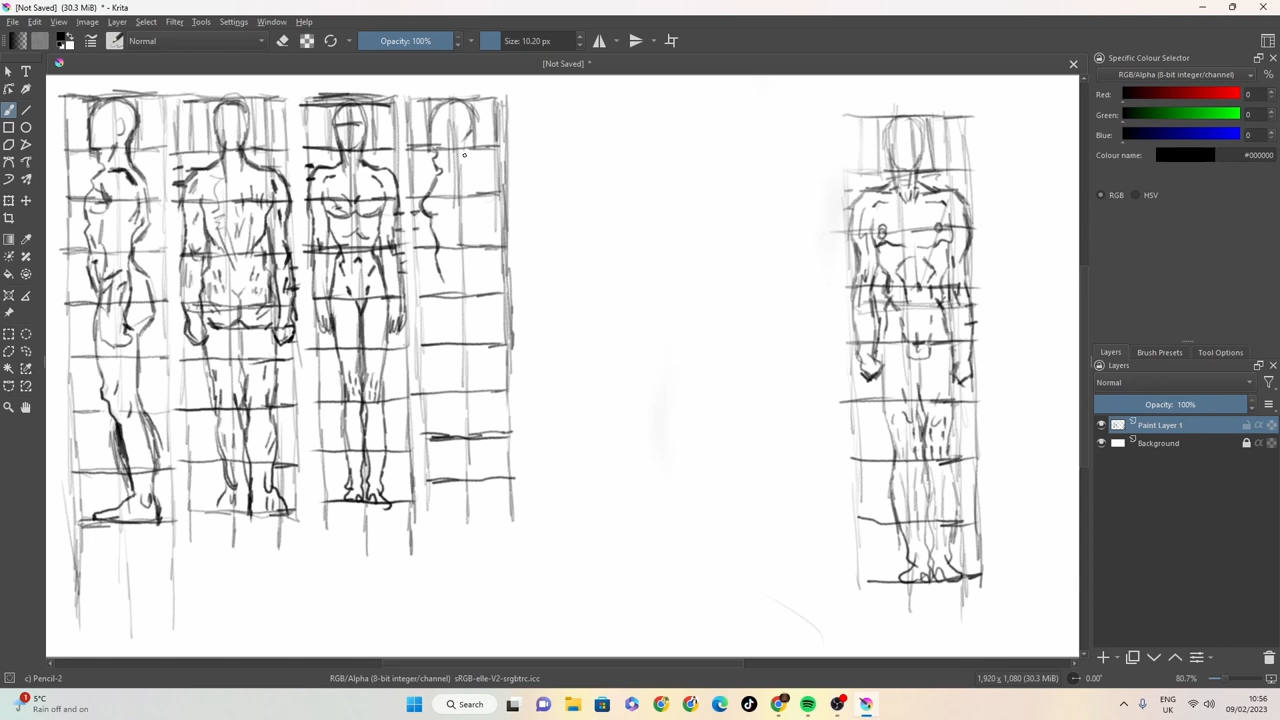 [Not Saved] (30.3 MiB) * - Krita
File Edit View Image Layer Select Filter Tools Settings Window Help
Normal Opacity: 100% Size: 10.20 px
[Not Saved] *
Specific Colour Selector
RGB/Alpha (8-bit integer/channel) %
Red: 0
Green: 0
Blue: 0
Colour name: #000000
RGB HSV
Layers Brush Presets Tool Options
Layers
Normal
Opacity: 100%
Paint Layer 1
Background
c) Pencil-2 RGB/Alpha (8-bit integer/channel) sRGB-elle-V2-srgbtrc.icc 1,920 x 1,080 (30.3 MiB) 0.00° 80.7%
5°C
Rain off and on
Search
ENG
UK
10:56
09/02/2023